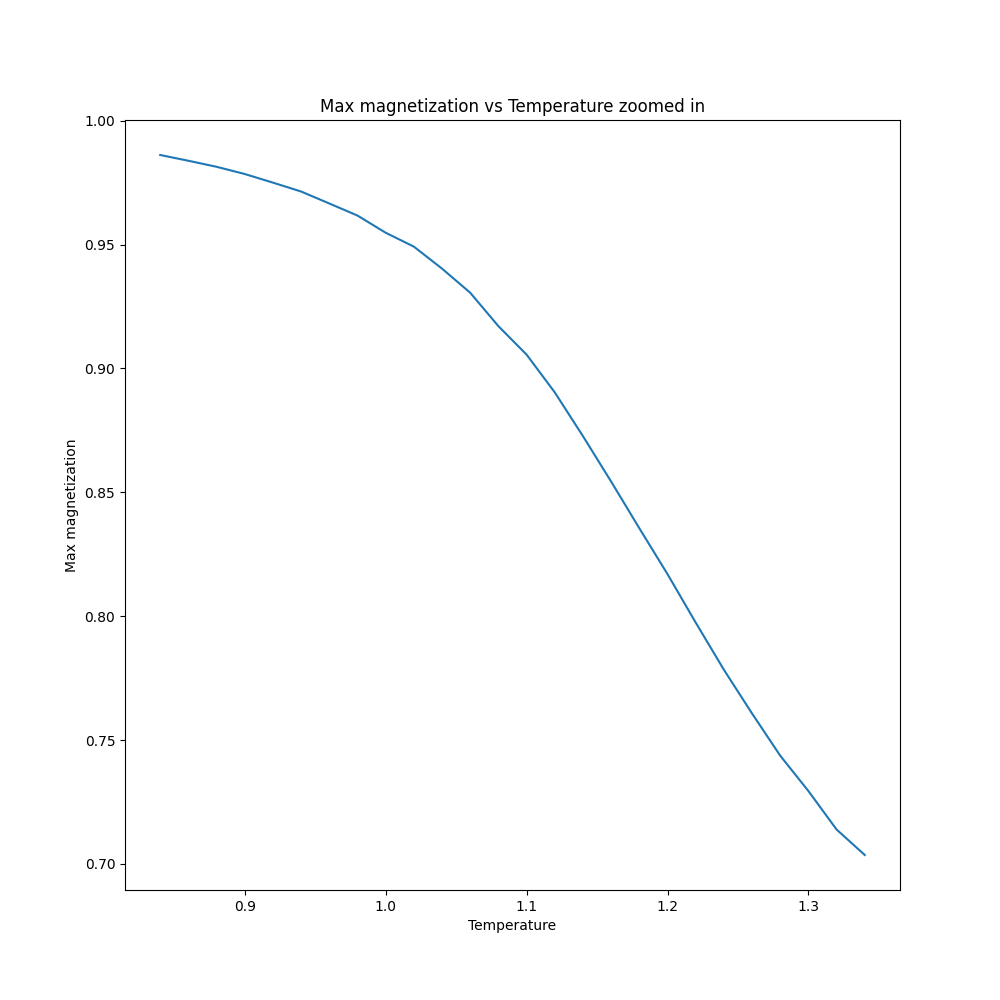 Max magnetization vs Temperature zoomed in
1.00
0.95
0.90
0.85
0.80
0.75
0.70
Max magnetization
0.9 1.0 1.1 1.2 1.3
Temperature